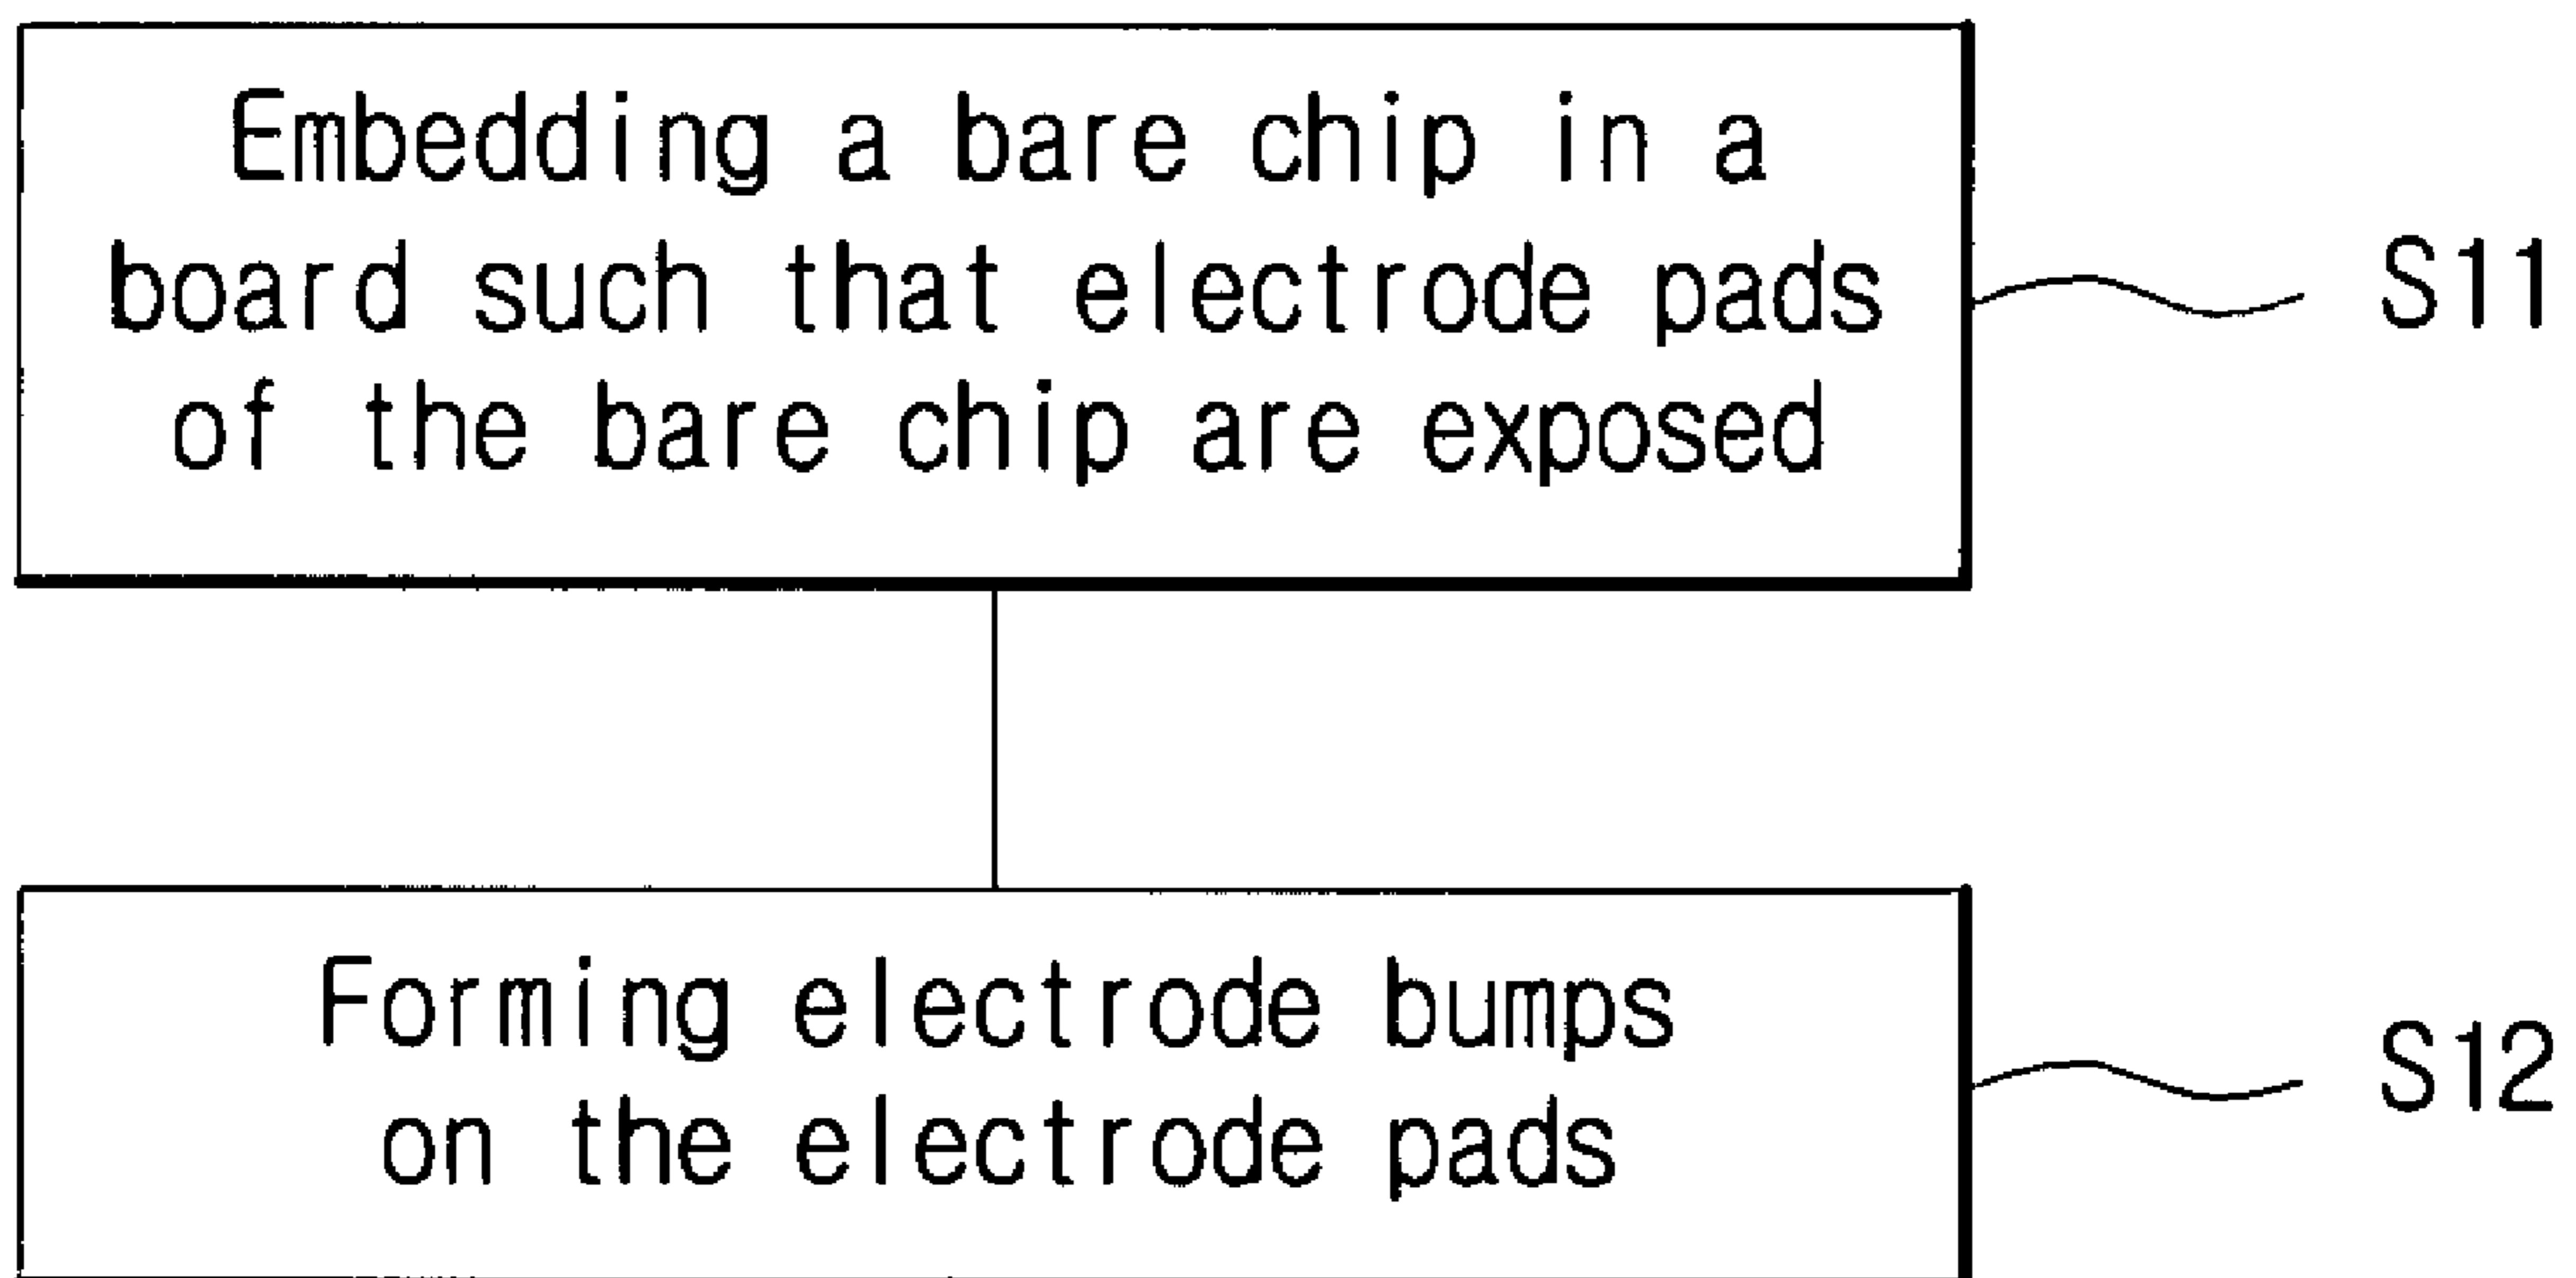 Embedding a bare chip in a
board such that electrode pads
of the bare chip are exposed
S11
Forming electrode bumps
on the electrode pads
S12